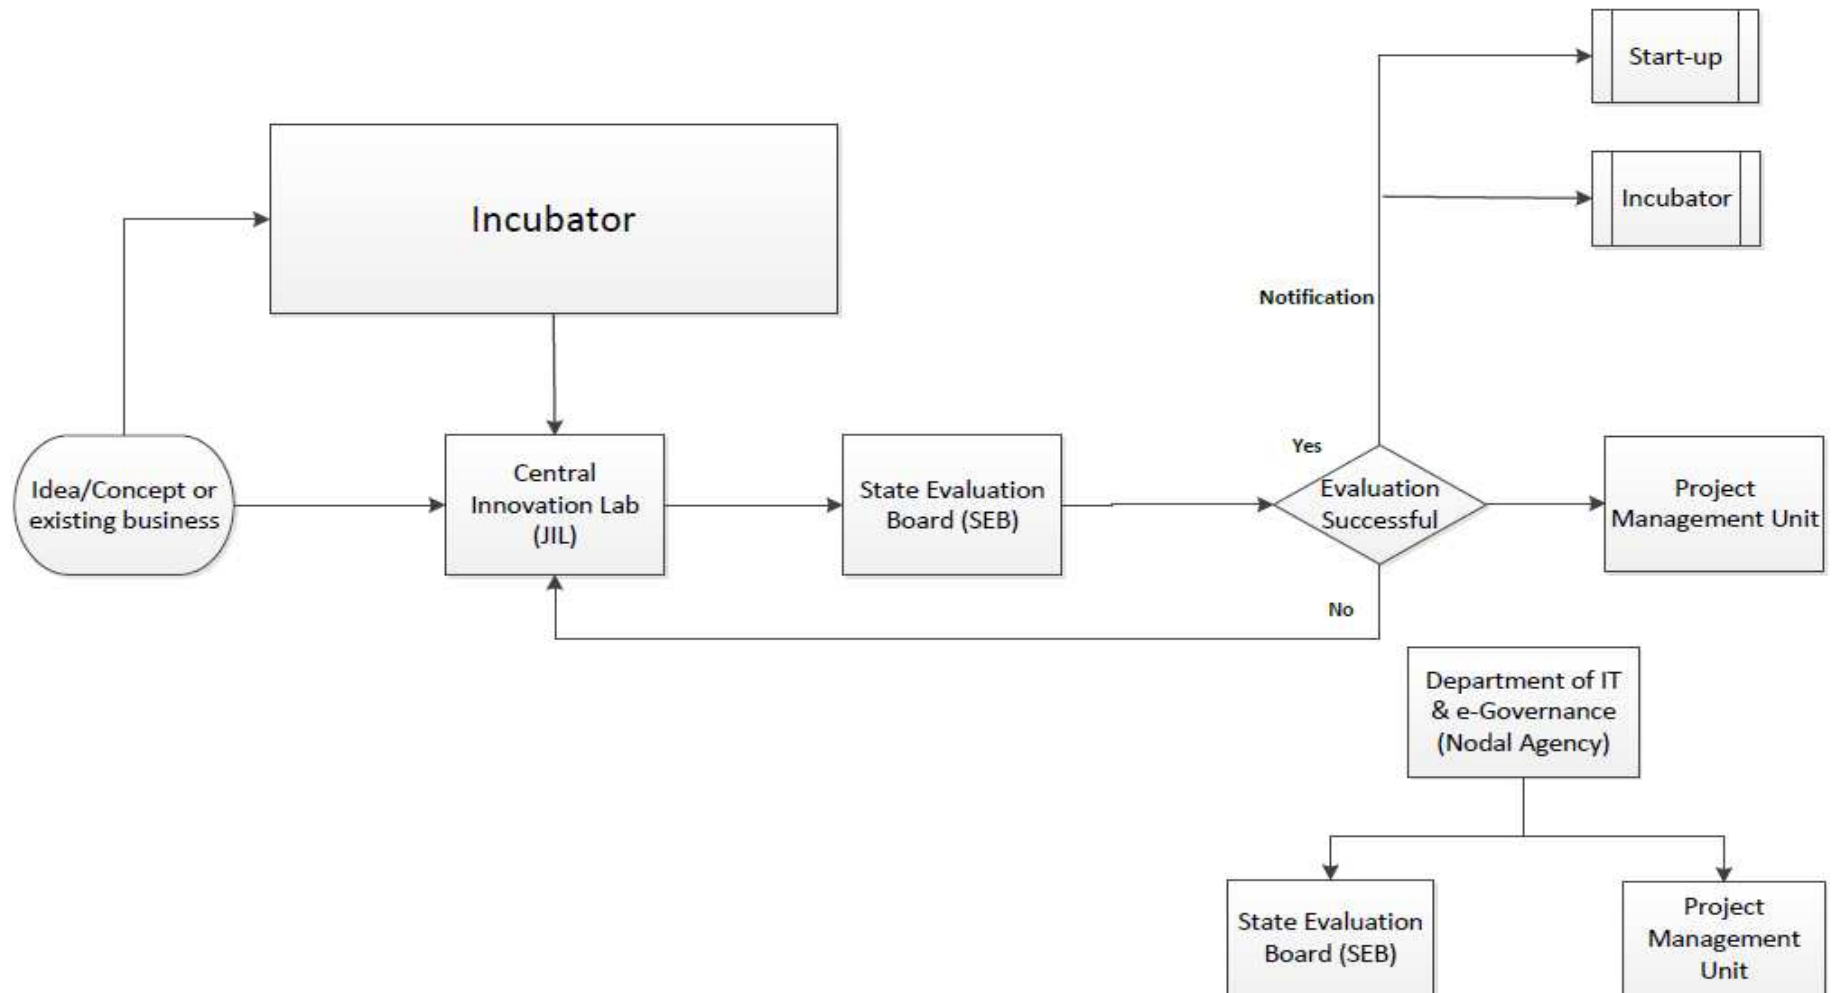 Start-up
Incubator
Incubator
Notification
Yes
Idea/Concept or
existing business
Central
Innovation Lab
(JIL)
State Evaluation
Board (SEB)
Evaluation
Successful
Project
Management Unit
No
Department of IT
& e-Governance
(Nodal Agency)
State Evaluation
Board (SEB)
Project
Management
Unit